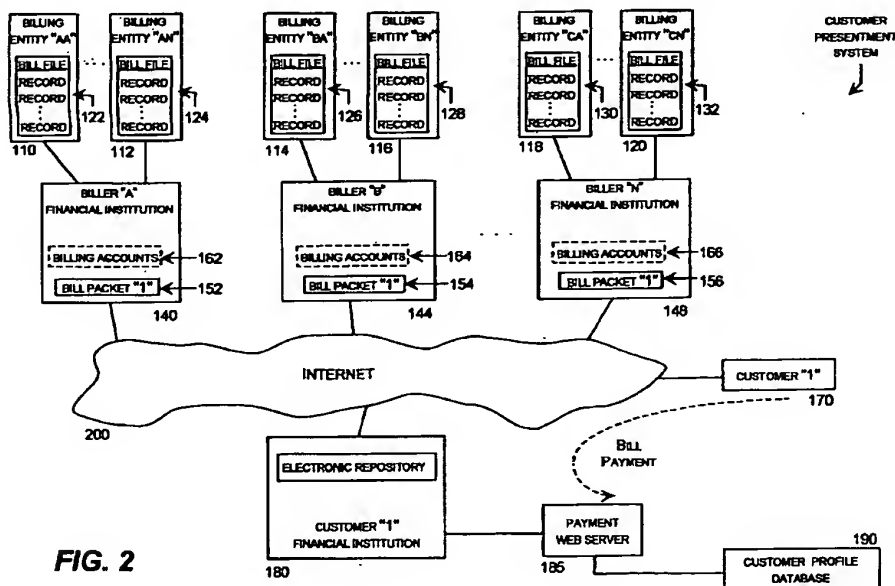 BILLING
ENTITY "AA"
BILL FILE
RECORD
RECORD
RECORD
122
110
BILLING
ENTITY "AN"
BILL FILE
RECORD
RECORD
RECORD
124
112
BILLING
ENTITY "BA"
BILL FILE
RECORD
RECORD
RECORD
126
114
BILLING
ENTITY "BN"
BILL FILE
RECORD
RECORD
RECORD
128
116
BILLING
ENTITY "CA"
BILL FILE
RECORD
RECORD
RECORD
130
118
BILLING
ENTITY "CN"
BILL FILE
RECORD
RECORD
RECORD
132
120
CUSTOMER
PRESENTMENT
SYSTEM
BILLER "A"
FINANCIAL INSTITUTION
BILLING ACCOUNTS
162
BILL PACKET "1"
152
140
BILLER "B"
FINANCIAL INSTITUTION
BILLING ACCOUNTS
164
BILL PACKET "1"
154
144
BILLER "N"
FINANCIAL INSTITUTION
BILLING ACCOUNTS
166
BILL PACKET "1"
156
148
INTERNET
200
CUSTOMER "1"
170
BILL
PAYMENT
ELECTRONIC REPOSITORY
CUSTOMER "1"
FINANCIAL INSTITUTION
180
PAYMENT
WEB SERVER
185
190
CUSTOMER PROFILE
DATABASE
FIG. 2